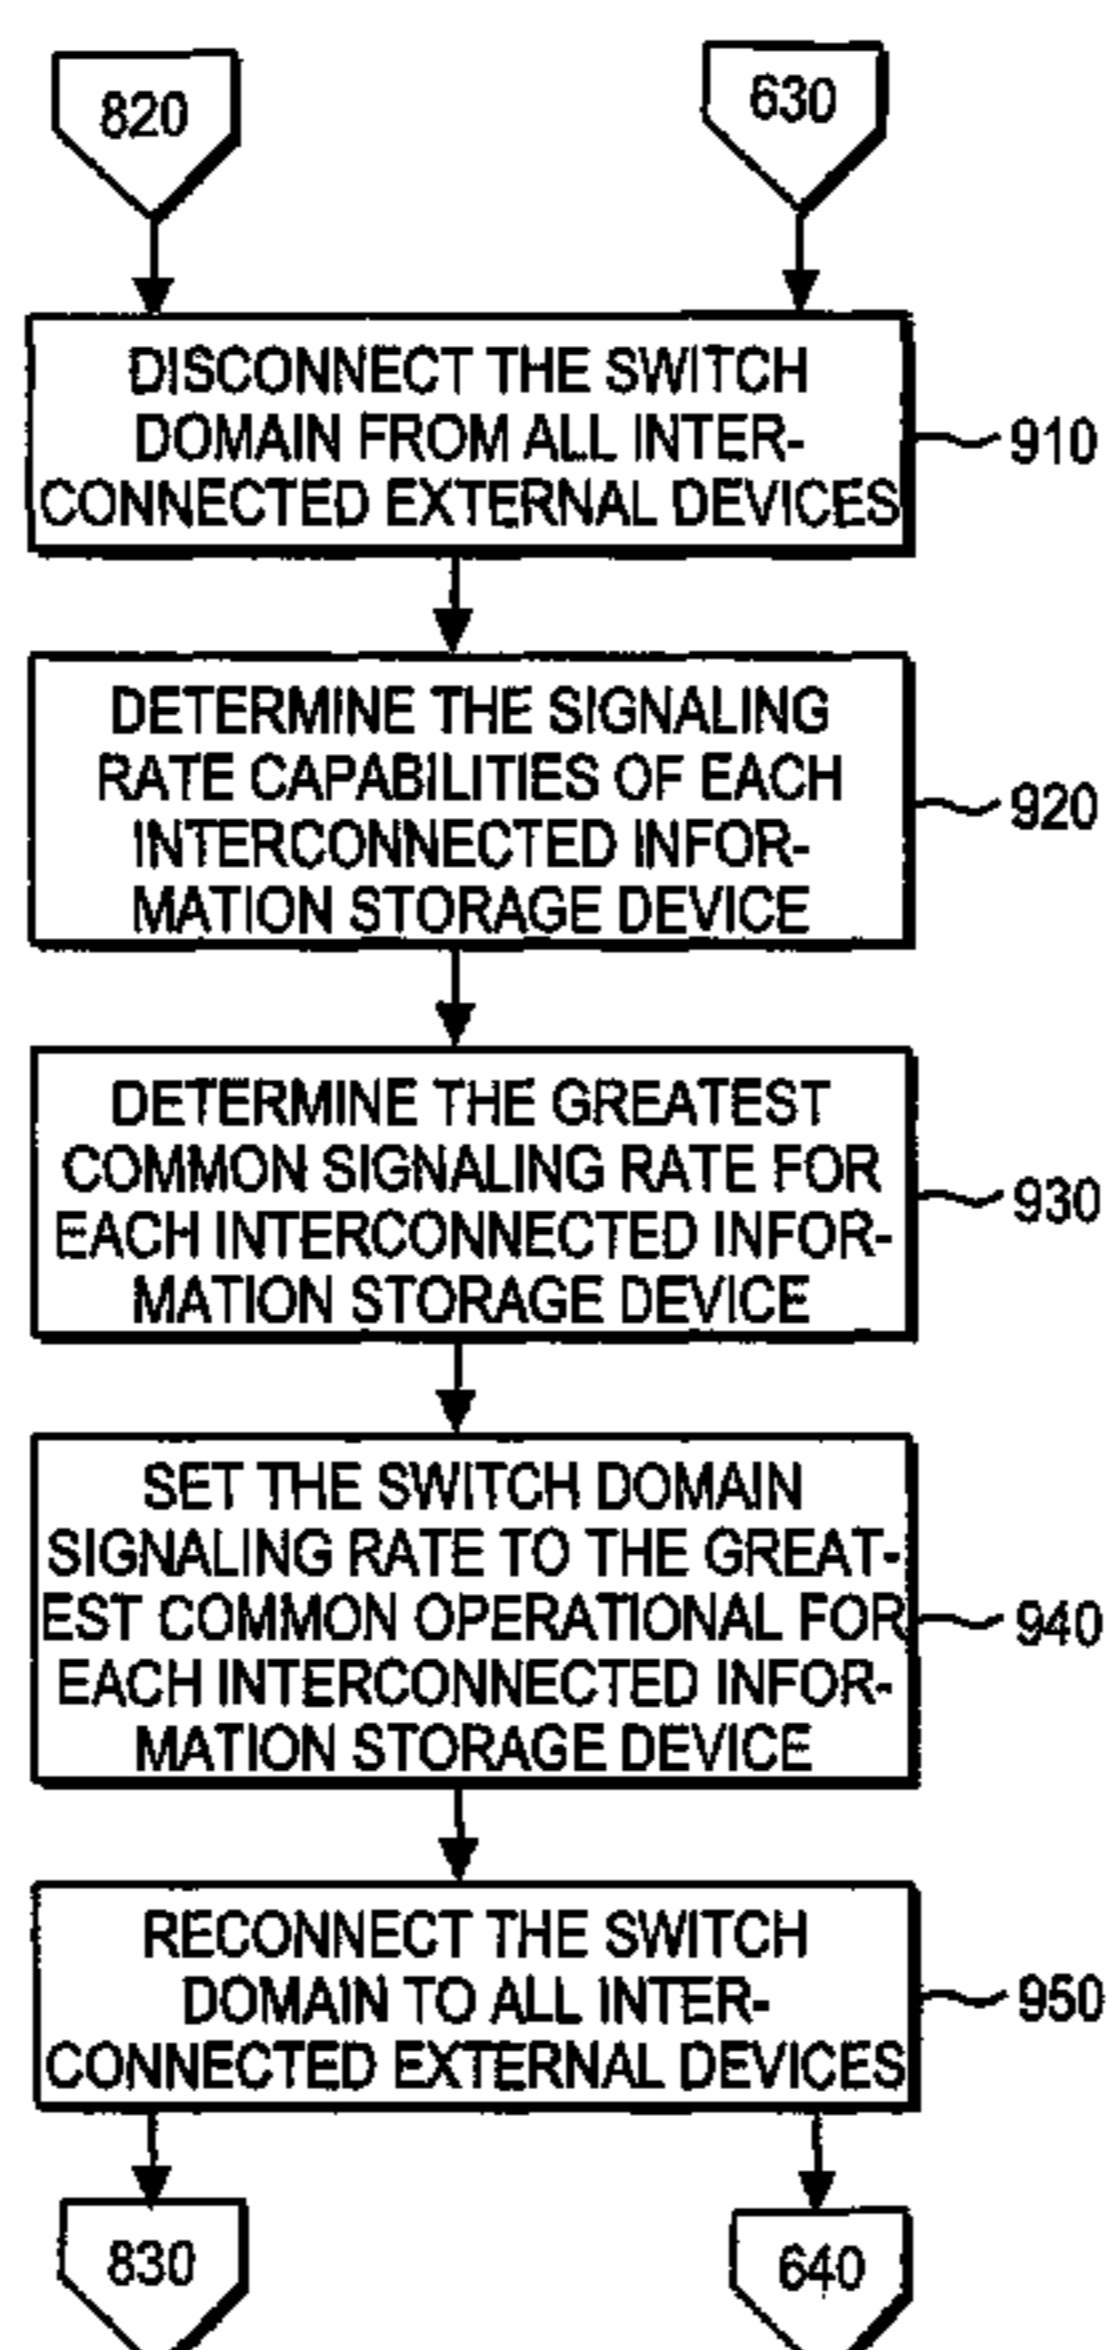 820
630
DISCONNECT THE SWITCH
DOMAIN FROM ALL INTER-
CONNECTED EXTERNAL DEVICES
910
DETERMINE THE SIGNALING
RATE CAPABILITIES OF EACH
INTERCONNECTED INFOR-
MATION STORAGE DEVICE
920
DETERMINE THE GREATEST
COMMON SIGNALING RATE FOR
EACH INTERCONNECTED INFOR-
MATION STORAGE DEVICE
930
SET THE SWITCH DOMAIN
SIGNALING RATE TO THE GREAT-
EST COMMON OPERATIONAL FOR
EACH INTERCONNECTED INFOR-
MATION STORAGE DEVICE
940
RECONNECT THE SWITCH
DOMAIN TO ALL INTER-
CONNECTED EXTERNAL DEVICES
950
830
640